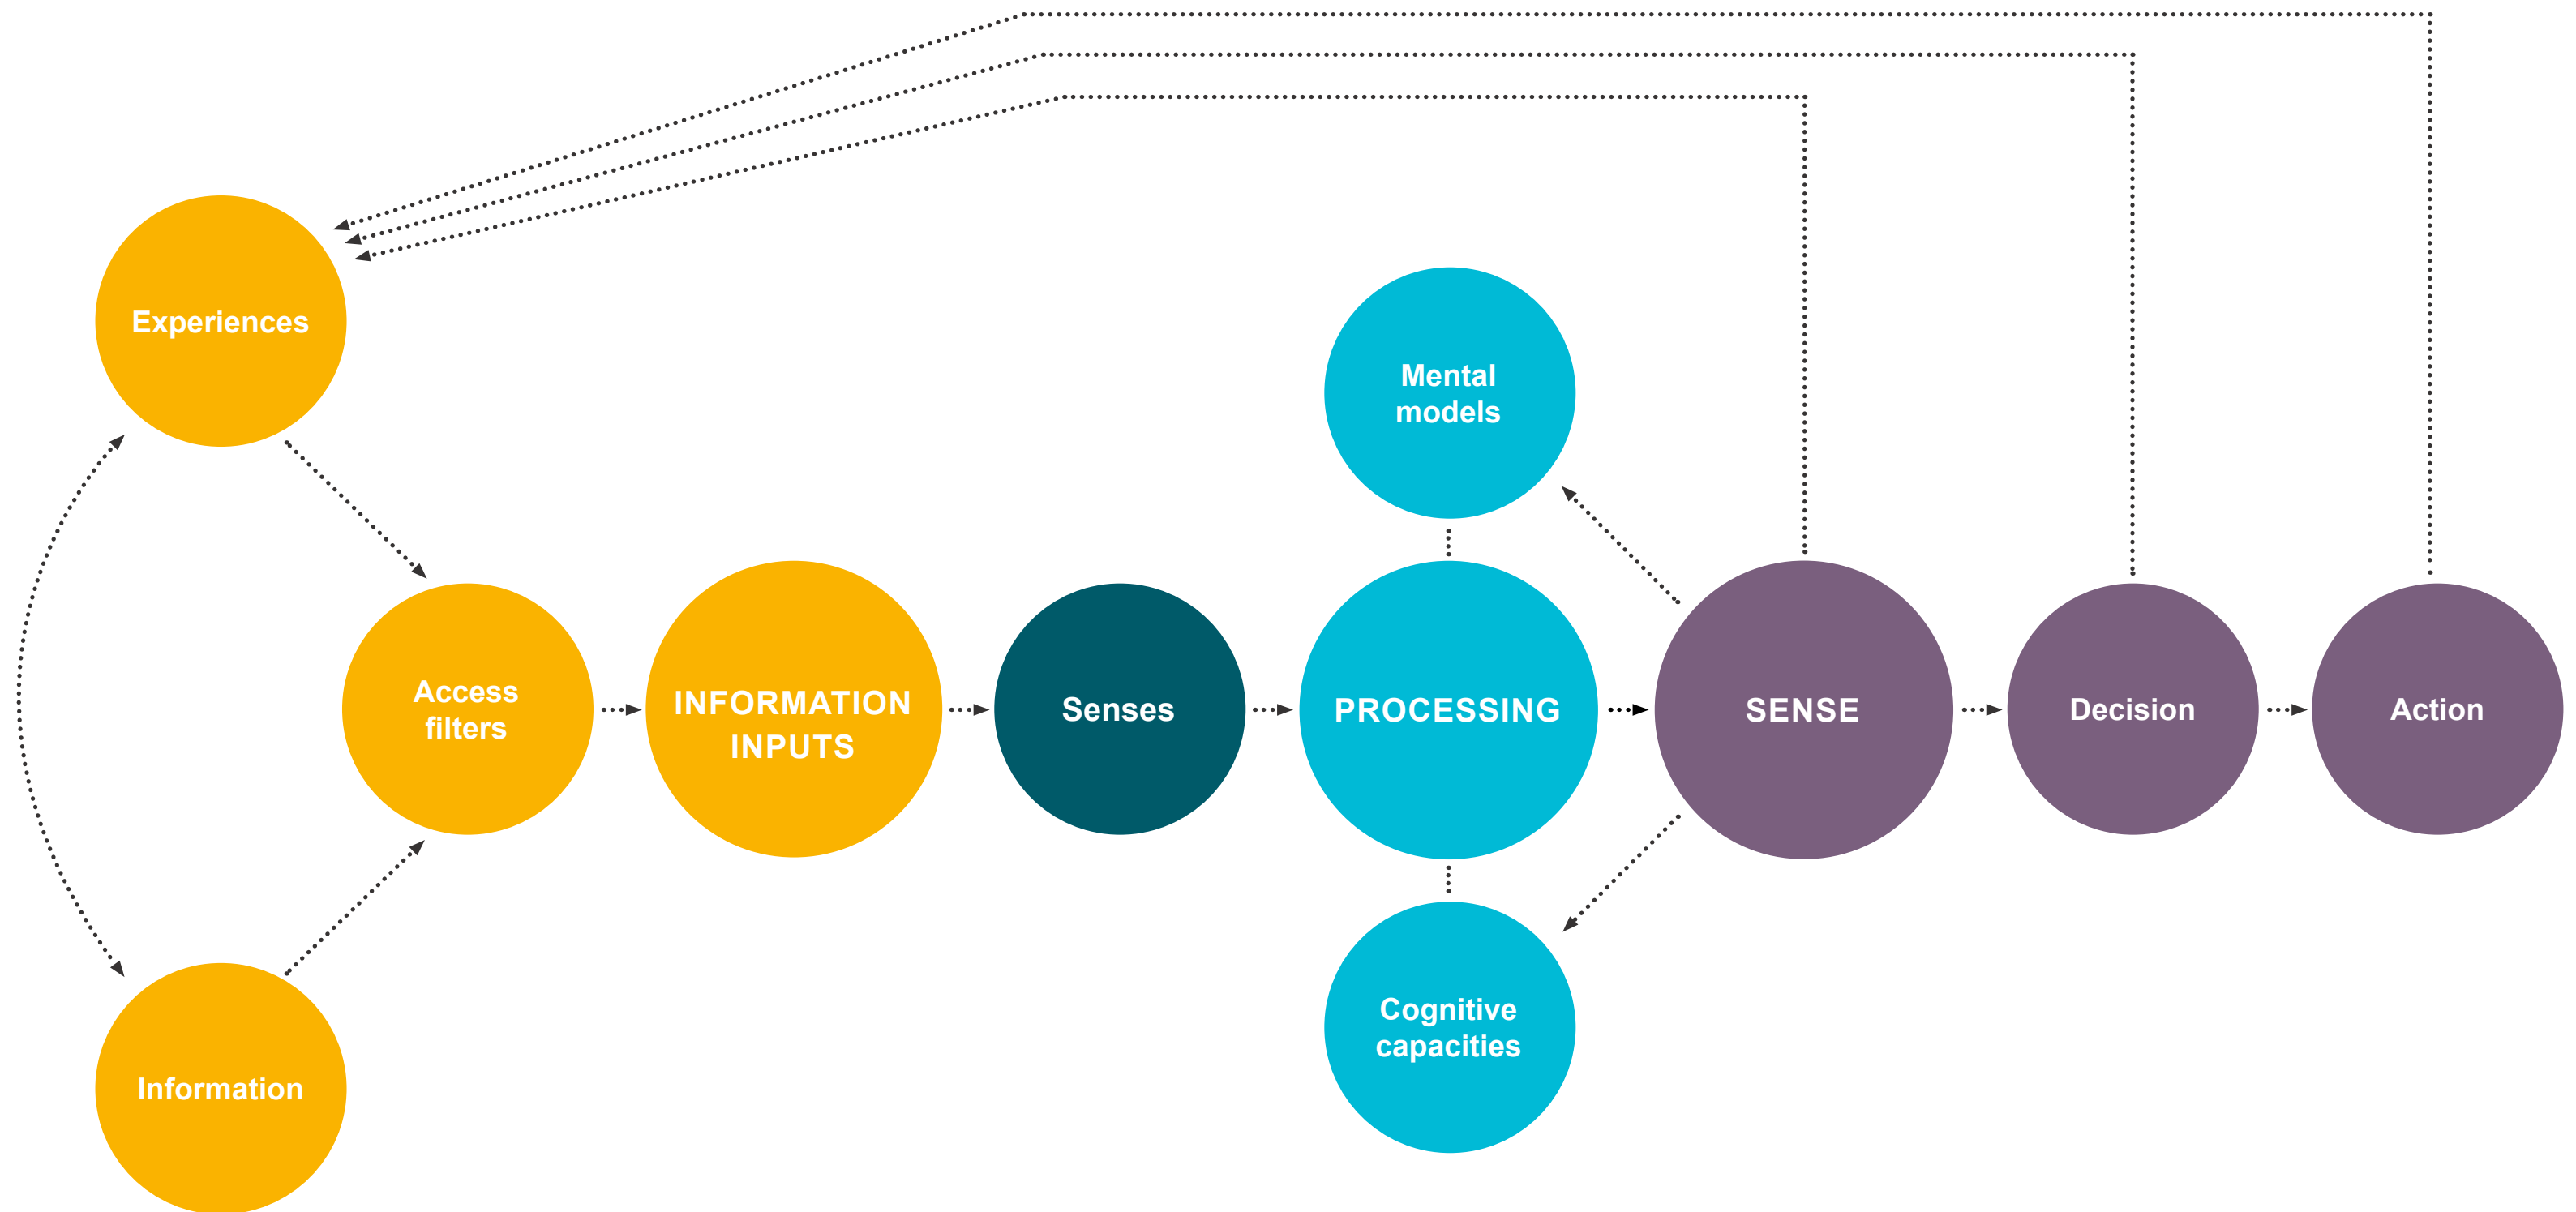 Experiences
Mental
models
Access
filters
INFORMATION
INPUTS
Senses
PROCESSING
SENSE
Decision
Action
Cognitive
capacities
Information